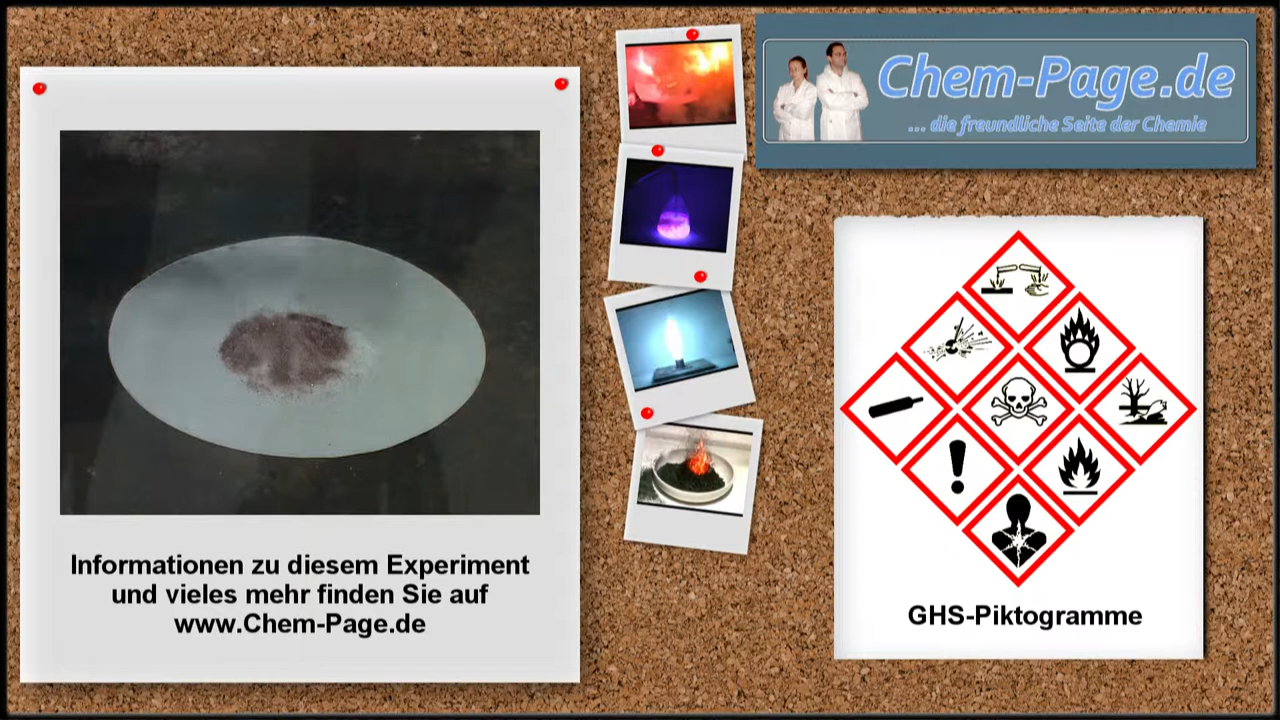 Chem-Page.de
... die freundliche Seite der Chemie
Informationen zu diesem Experiment
und vieles mehr finden Sie auf
www.Chem-Page.de
GHS-Piktogramme